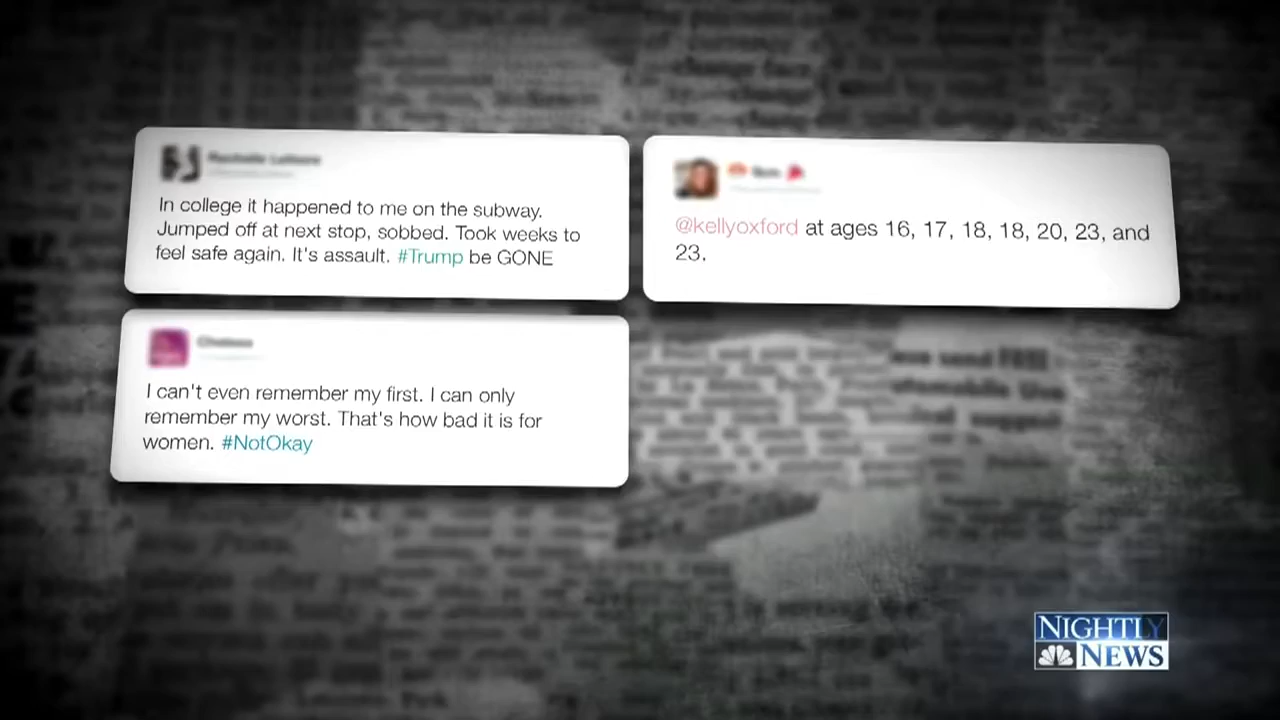 In college it happened to me on the subway.
Jumped off at next stop, sobbed. Took weeks to
feel safe again. It's assault. #Trump be GONE
@kellyoxford at ages 16, 17, 18, 18, 20, 23, and
23.
I can't even remember my first. I can only
remember my worst. That's how bad it is for
women. #NotOkay
NIGHTLY
NEWS